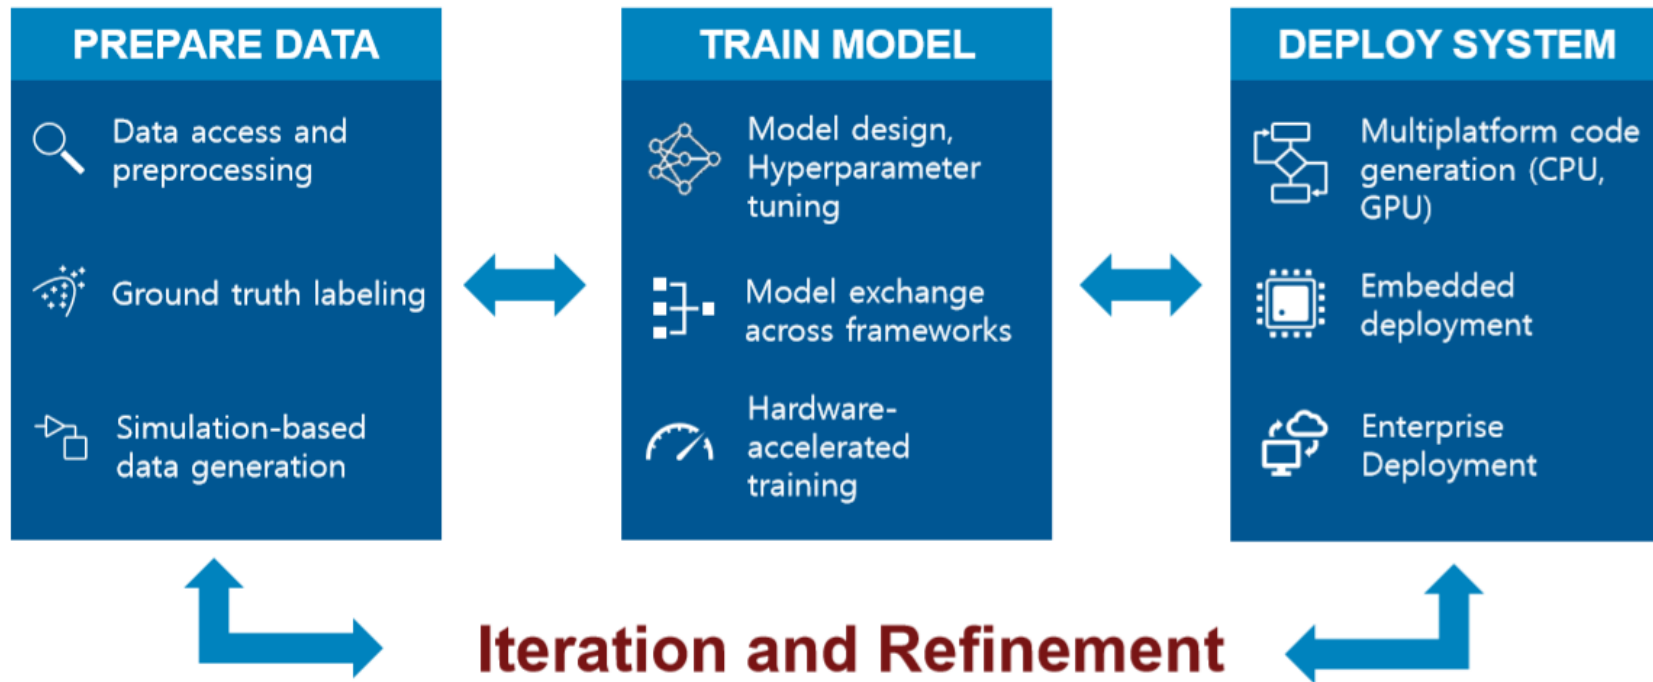 PREPARE DATA
Data access and
preprocessing
Ground truth labeling
Simulation-based
data generation
TRAIN MODEL
Model design,
Hyperparameter
tuning
Model exchange
across frameworks
Hardware-
accelerated
training
DEPLOY SYSTEM
Multiplatform code
generation (CPU,
GPU)
Embedded
deployment
Enterprise
Deployment
Iteration and Refinement